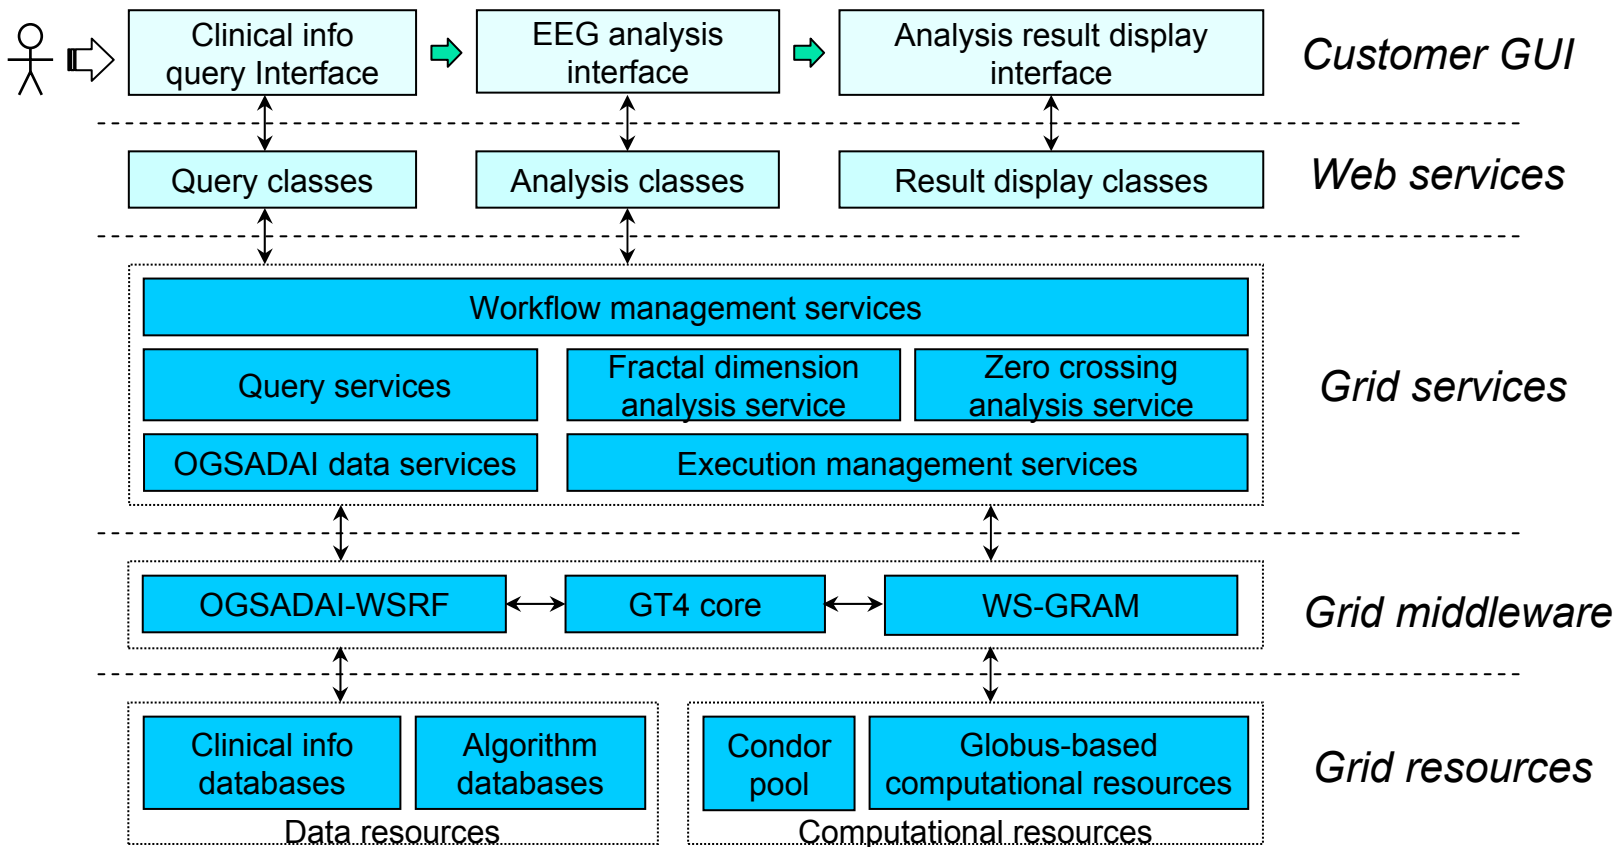 Clinical info
query Interface
EEG analysis
interface
Analysis result display
interface
Customer GUI
Query classes
Analysis classes
Result display classes
Web services
Workflow management services
Query services
Fractal dimension
analysis service
Zero crossing
analysis service
Grid services
OGSADAI data services
Execution management services
OGSADAI-WSRF
GT4 core
WS-GRAM
Grid middleware
Clinical info
databases
Algorithm
databases
Condor
pool
Globus-based
computational resources
Grid resources
Data resources
Computational resources